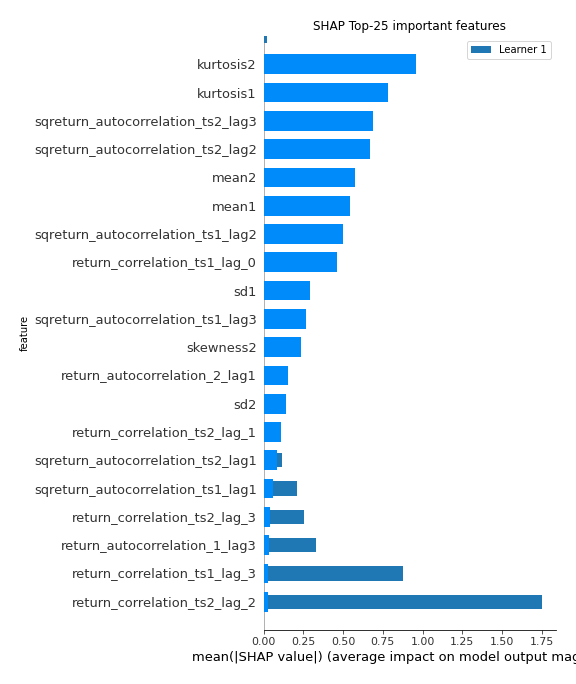 SHAP Top-25 important features
Learner 1
kurtosis2
kurtosis1
sqreturn_autocorrelation_ts2_lag3
sqreturn_autocorrelation_ts2_lag2
mean2
mean1
sqreturn_autocorrelation_ts1_lag2
return_correlation_ts1_lag_0
sd1
sqreturn_autocorrelation_ts1_lag3
feature
skewness2
return_autocorrelation_2_lag1
sd2
return_correlation_ts2_lag_1
sqreturn_autocorrelation_ts2_lag1
sqreturn_autocorrelation_ts1_lag1
return_correlation_ts2_lag_3
return_autocorrelation_1_lag3
return_correlation_ts1_lag_3
return_correlation_ts2_lag_2
0.00 0.25 0.50 0.75 1.00 1.25 1.50 1.75
mean(|SHAP value|) (average impact on model output mag